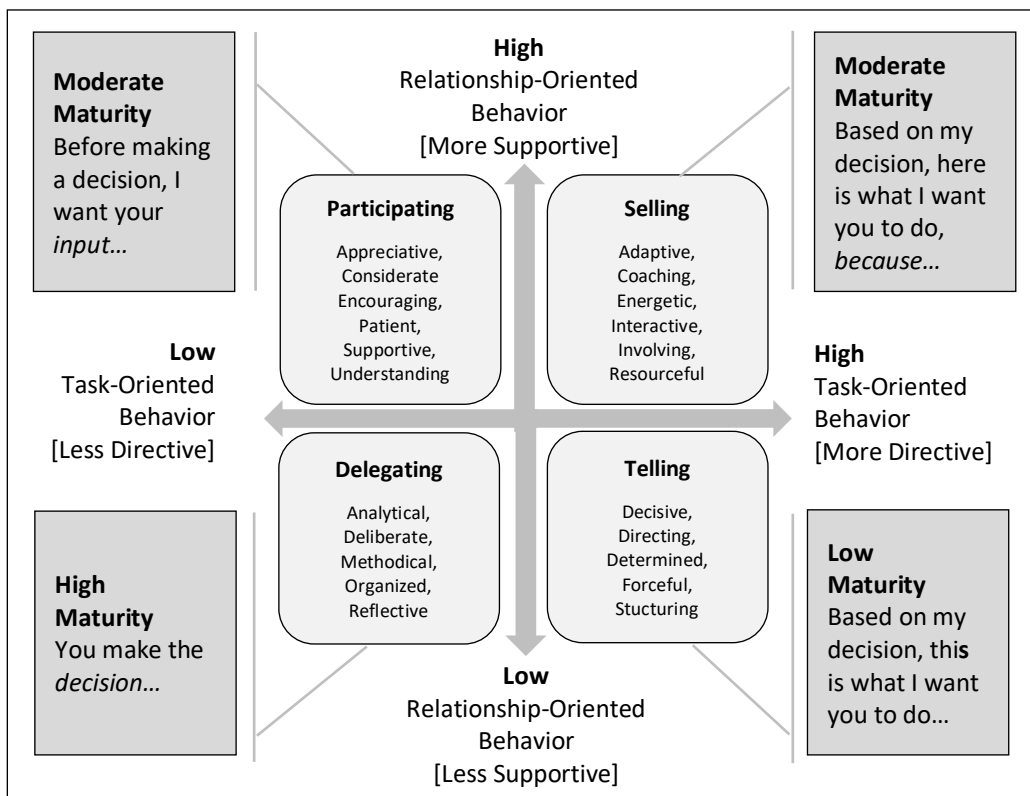 Moderate
Maturity
Before making
a decision, I
want your
input…
High
Relationship-Oriented
Behavior
[More Supportive]
Moderate
Maturity
Based on my
decision, here
is what I want
you to do,
because…
Participating
Appreciative,
Considerate
Encouraging,
Patient,
Supportive,
Understanding
Selling
Adaptive,
Coaching,
Energetic,
Interactive,
Involving,
Resourceful
Low
Task-Oriented
Behavior
[Less Directive]
High
Task-Oriented
Behavior
[More Directive]
Delegating
Analytical,
Deliberate,
Methodical,
Organized,
Reflective
Telling
Decisive,
Directing,
Determined,
Forceful,
Stucturing
High
Maturity
You make the
decision…
Low
Relationship-Oriented
Behavior
[Less Supportive]
Low
Maturity
Based on my
decision, this
is what I want
you to do…